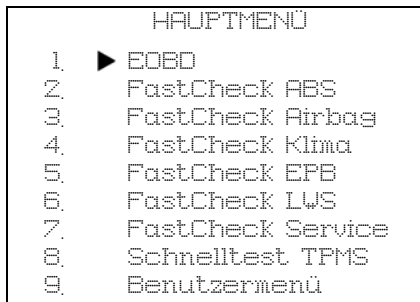 HAUPTMENÜ
1. ▶ EOBD
2. FastCheck ABS
3. FastCheck Airbag
4. FastCheck Klima
5. FastCheck EPB
6. FastCheck LWS
7. FastCheck Service
8. Schnelltest TPMS
9. Benutzermenü